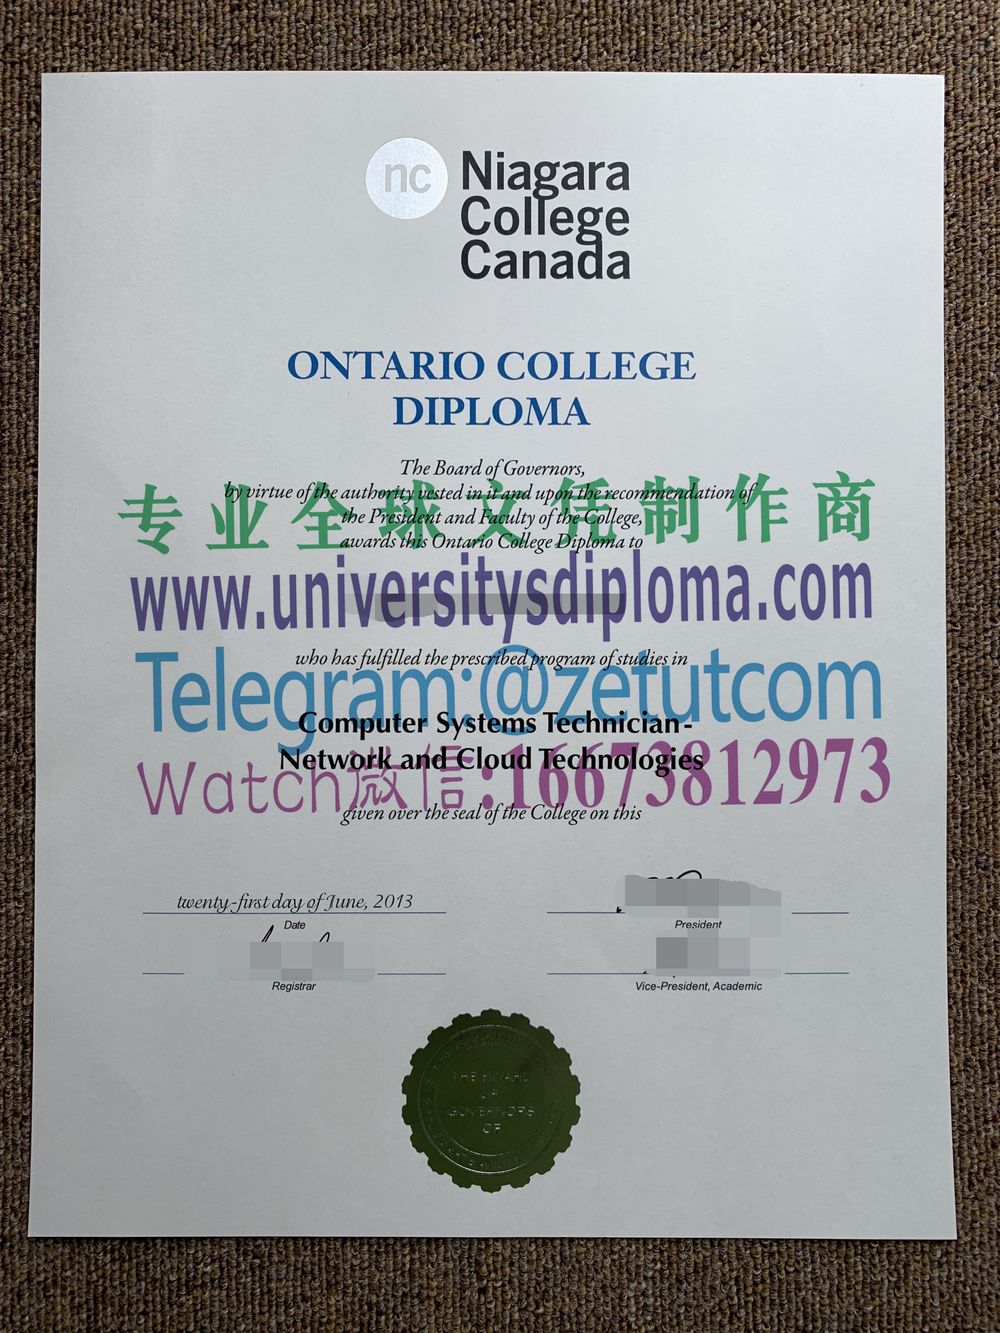 nc
Niagara
College
Canada
ONTARIO COLLEGE
DIPLOMA
The Board of Governors,
by virtue of the authority vested in it and upon the recommendation of
the President and Faculty of the College,
awards this Ontario College Diploma to
专业全球文凭制作商
www.universitysdiploma.com
who has fulfilled the prescribed program of studies in
Telegram:@zetutcom
Computer Systems Technician-
Network and Cloud Technologies
Watch微信:16673812973
given over the seal of the College on this
twenty-first day of June, 2013
Date
President
Registrar
Vice-President, Academic
THE BOARD
OF
GOVERNORS
OF